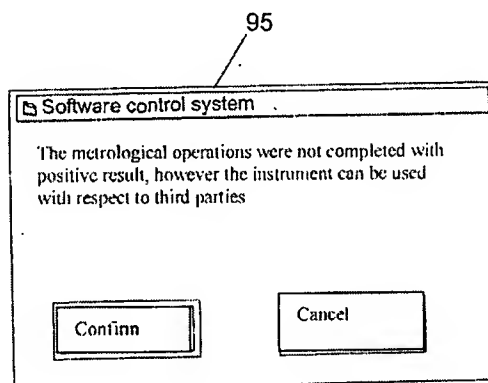 95
Software control system
The metrological operations were not completed with
positive result, however the instrument can be used
with respect to third parties
Confirm
Cancel